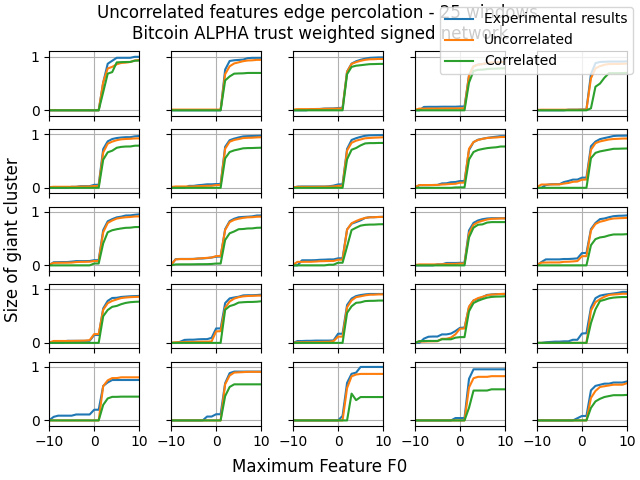 Uncorrelated features edge percolation - 25 windows
Bitcoin ALPHA trust weighted signed network
Experimental results
Uncorrelated
Correlated
Size of giant cluster
1
0
1
0
1
0
1
0
1
0
−10 0 10 −10 0 10 −10 0 10 −10 0 10 −10 0 10
Maximum Feature F0